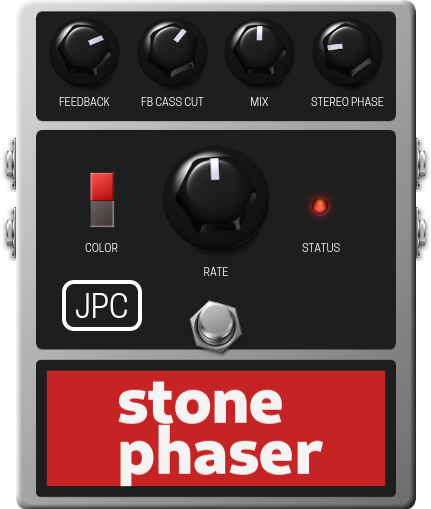 FEEDBACK FB CASS CUT MIX STEREO PHASE
COLOR STATUS
RATE
JPC
stone
phaser